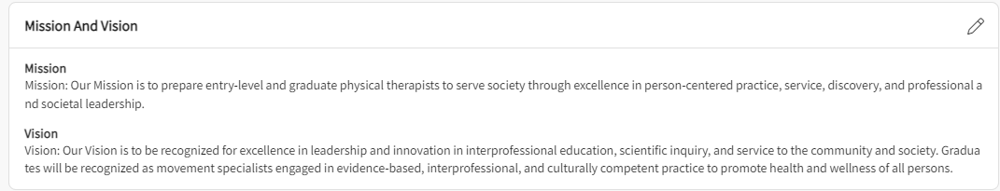 Mission And Vision
Mission
Mission: Our Mission is to prepare entry-level and graduate physical therapists to serve society through excellence in person-centered practice, service, discovery, and professional a
nd societal leadership.
Vision
Vision: Our Vision is to be recognized for excellence in leadership and innovation in interprofessional education, scientific inquiry, and service to the community and society. Gradua
tes will be recognized as movement specialists engaged in evidence-based, interprofessional, and culturally competent practice to promote health and wellness of all persons.